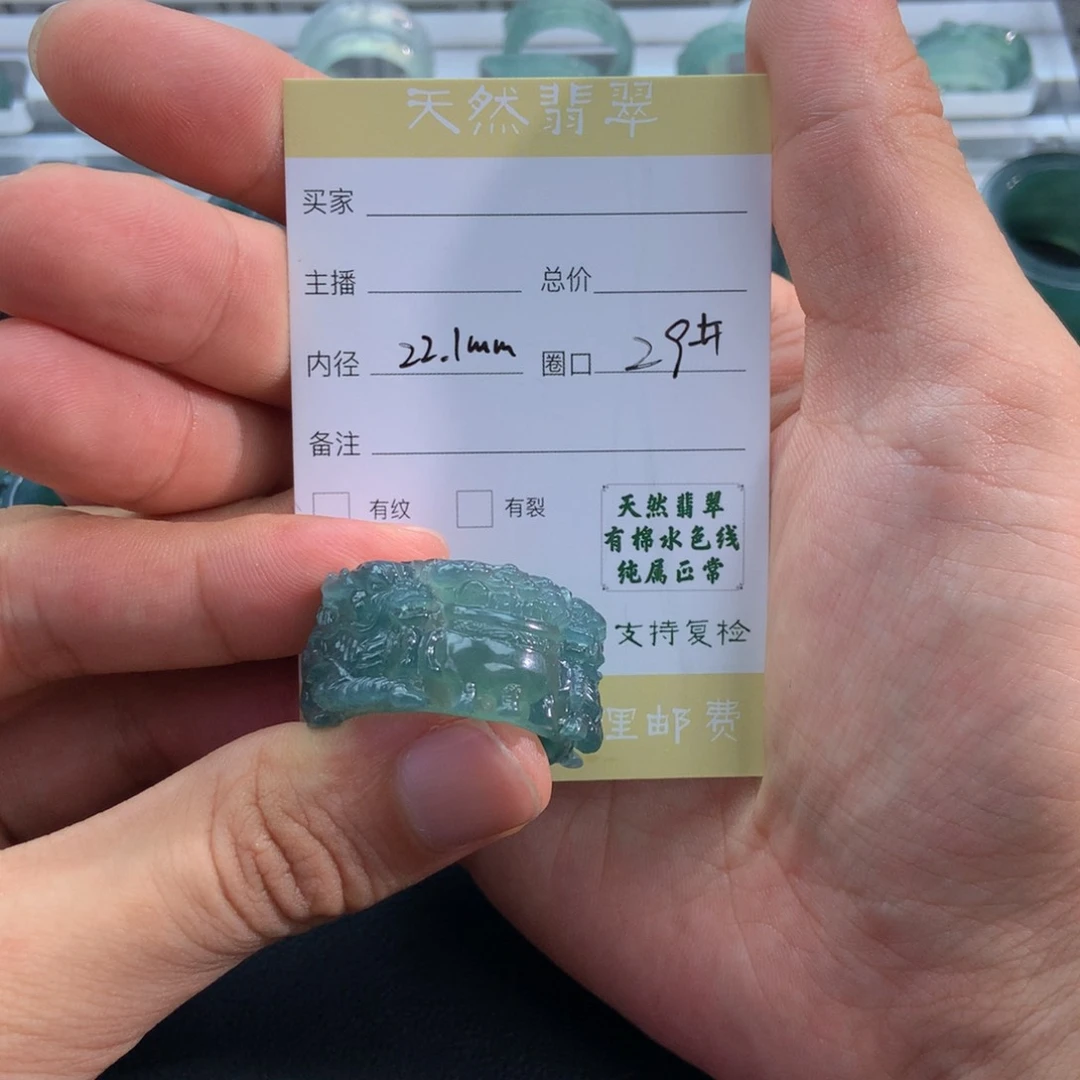 天然翡翠
买家
主播 总价
内径 22.1mm 圈口 29#
备注
有纹 有裂
天然翡翠
有棉水色线
纯属正常
支持复检
邮费